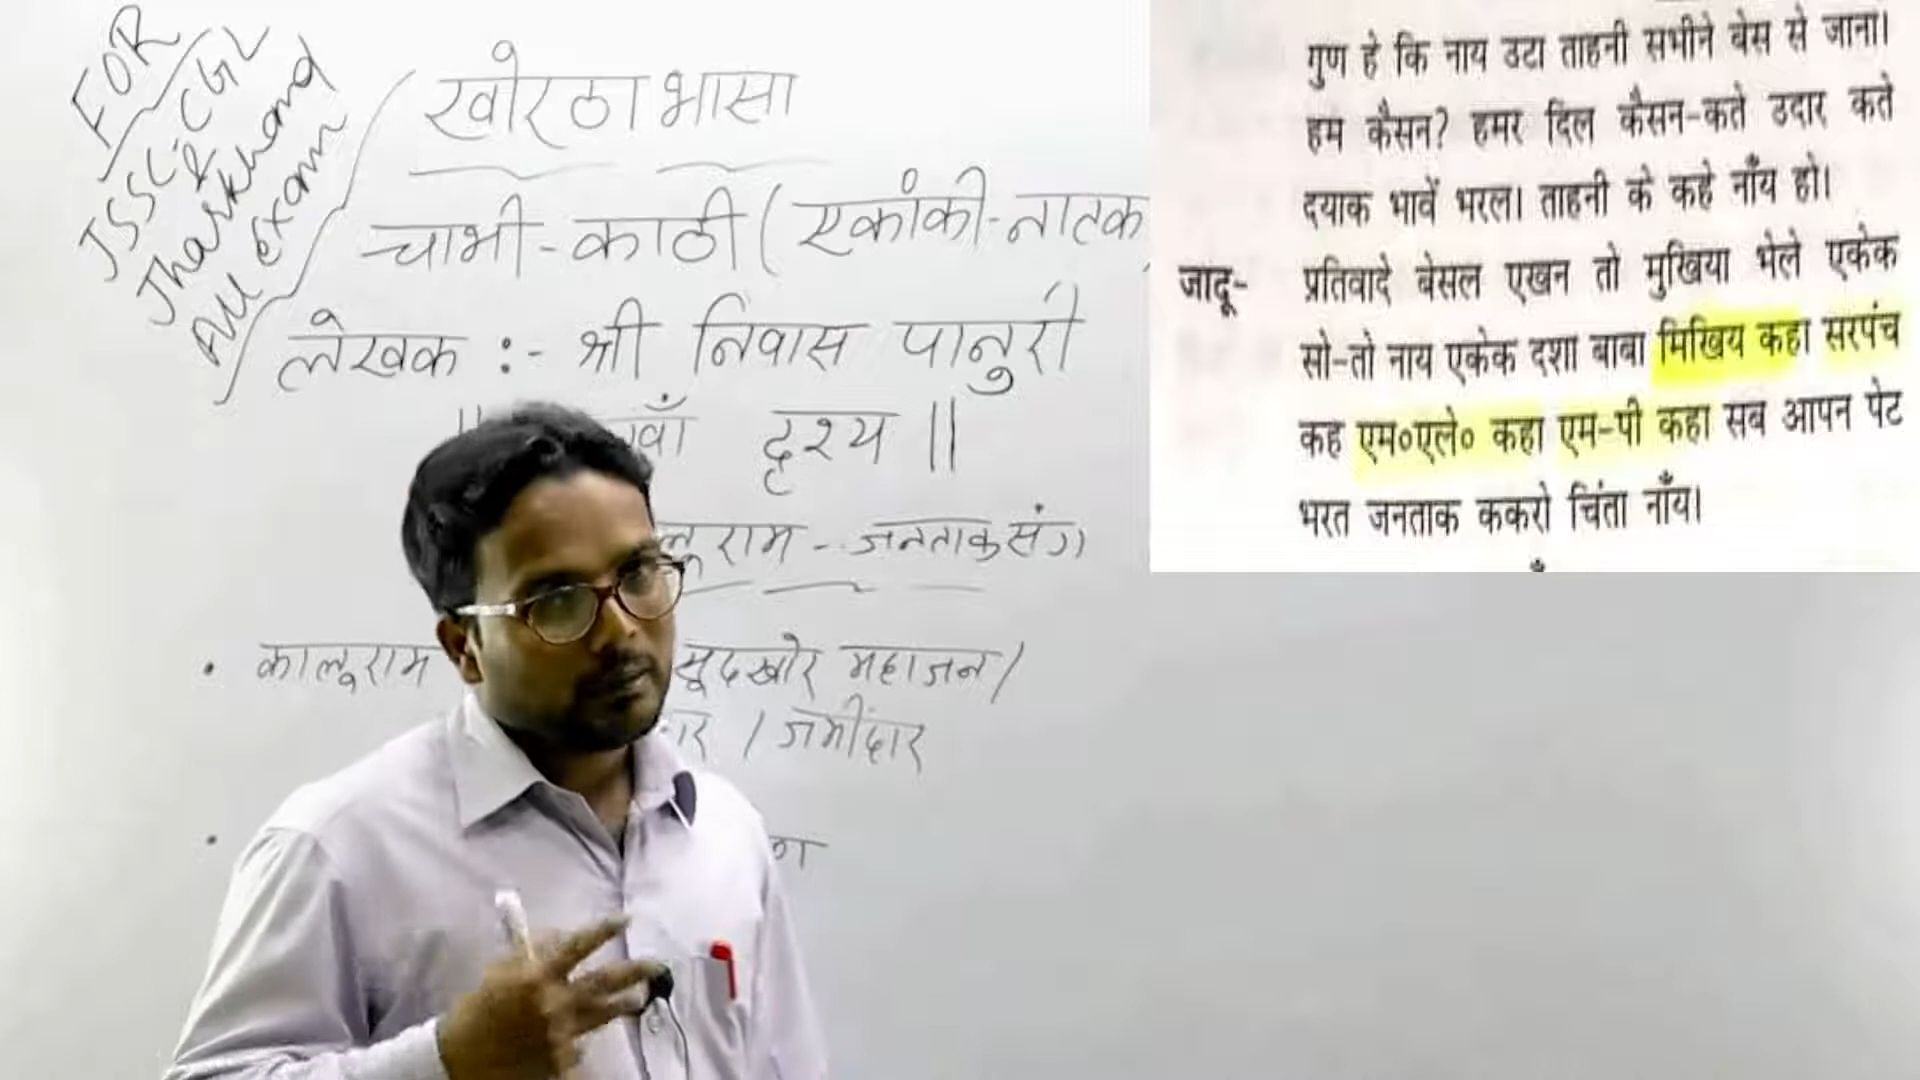 FOR
JSSC-CGL
&
Jharkhand
All Exam
खोरठा भासा
चाभी-काठी (एकांकी-नाटक
लेखक :- श्री निवास पानुरी
दृश्य ||
राम - जनताक संग
• कालूराम सूदखोर महाजन/
/ जमींदार
•
गुण हे कि नाय उटा ताहनी सभीने बेस से जाना।
हम कैसन? हमर दिल कैसन-कते उदार कते
दयाक भावें भरल। ताहनी के कहे नाँय हो।
जादू- प्रतिवादे बेसल एखन तो मुखिया भेले एकेक
सो-तो नाय एकेक दशा बाबा मिखिय कहा सरपंच
कह एम०एले० कहा एम-पी कहा सब आपन पेट
भरत जनताक ककरो चिंता नाँय।